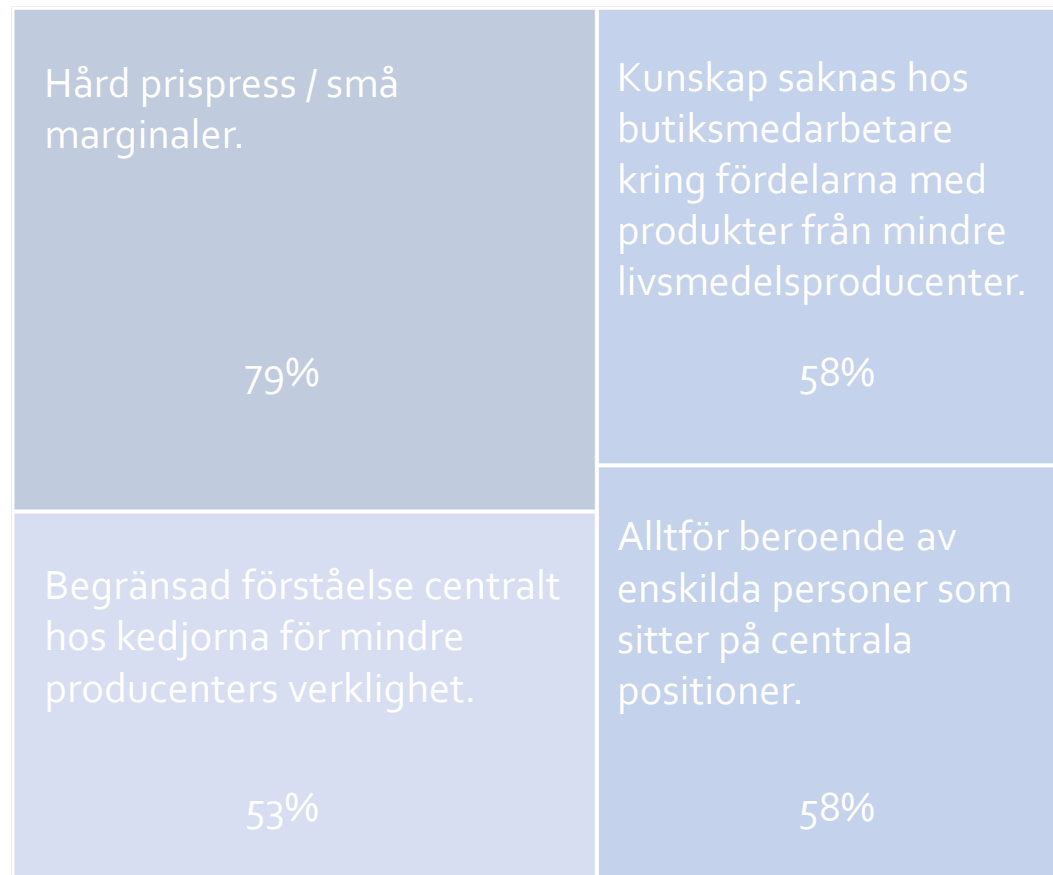 Hård prispress / små
marginaler.
79%
Kunskap saknas hos
butiksmedarbetare
kring fördelarna med
produkter från mindre
livsmedelsproducenter.
58%
Begränsad förståelse centralt
hos kedjorna för mindre
producenters verklighet.
53%
Alltför beroende av
enskilda personer som
sitter på centrala
positioner.
58%